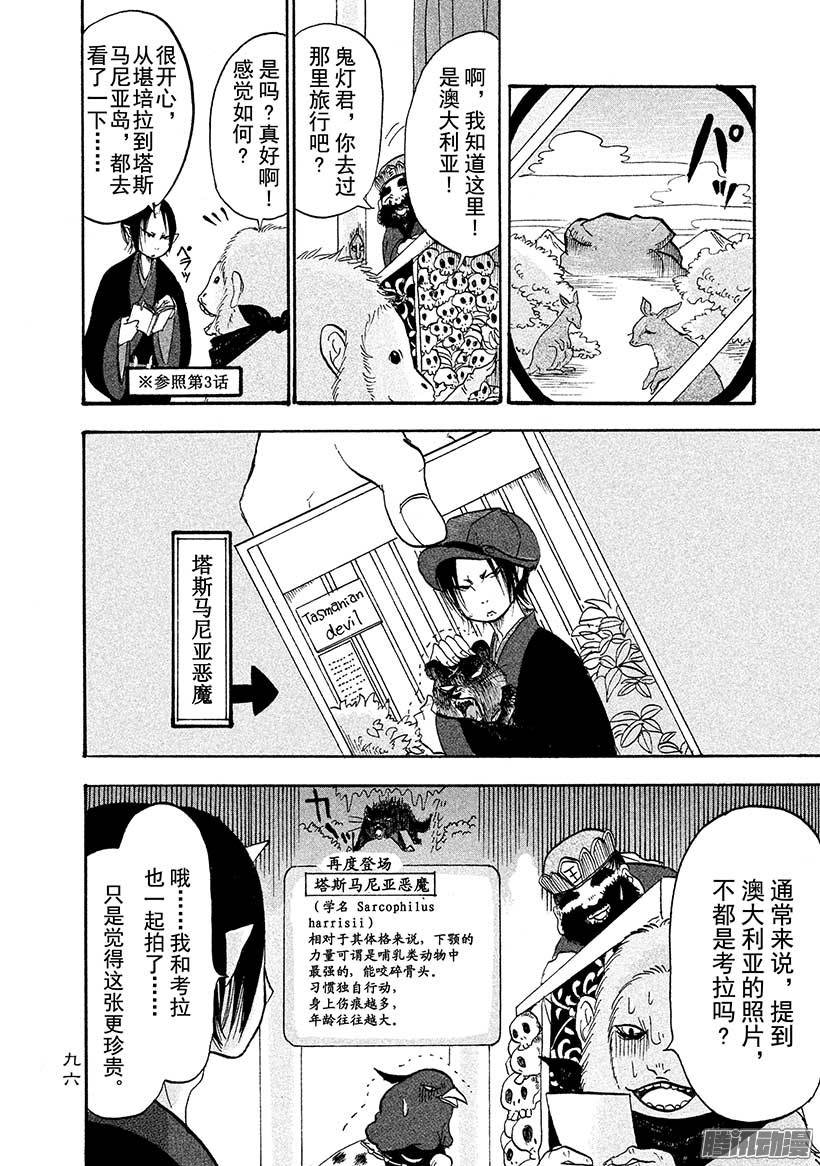 パ
啊，我知道这里！
是澳大利亚！
鬼灯君，你去过
那里旅行吧？
是吗？真好啊！
感觉如何？
很开心，
从堪培拉到塔斯
马尼亚岛，都去
看了一下……
ペラッ
※参照第3话
塔斯马尼亚恶魔
Tasmanian
devil
通常来说，提到
澳大利亚的照片，
不都是考拉吗？
カ
ルルル
再度登场
塔斯马尼亚恶魔
（学名 Sarcophilus
harrisii）
相对于其体格来说，下颚的
力量可谓是哺乳类动物中
最强的，能咬碎骨头。
习惯独自行动，
身上伤痕越多，
年龄往往越大。
王
哦……我和考拉
也一起拍了……
只是觉得这张更珍贵。
九六
腾讯动漫